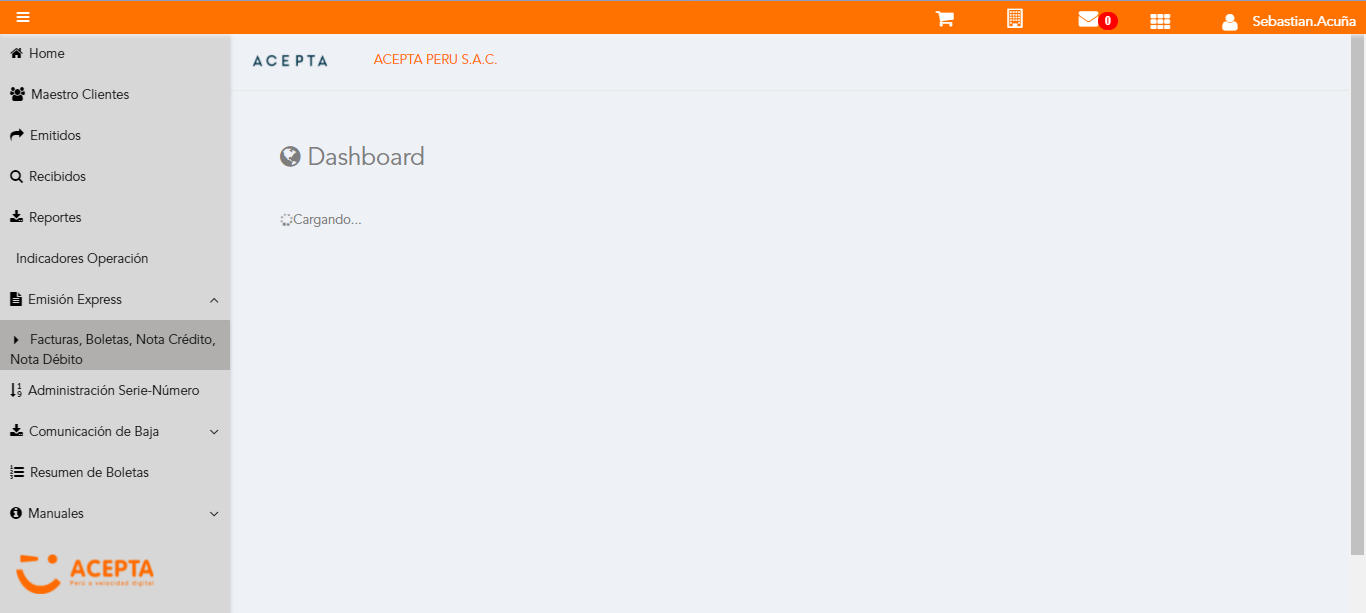 0
Sebastian.Acuña
Home
Maestro Clientes
Emitidos
Recibidos
Reportes
Indicadores Operación
Emisión Express
Facturas, Boletas, Nota Crédito,
Nota Débito
Administración Serie-Número
Comunicación de Baja
Resumen de Boletas
Manuales
ACEPTA
Perú a velocidad digital
ACEPTA
ACEPTA PERU S.A.C.
Dashboard
Cargando...